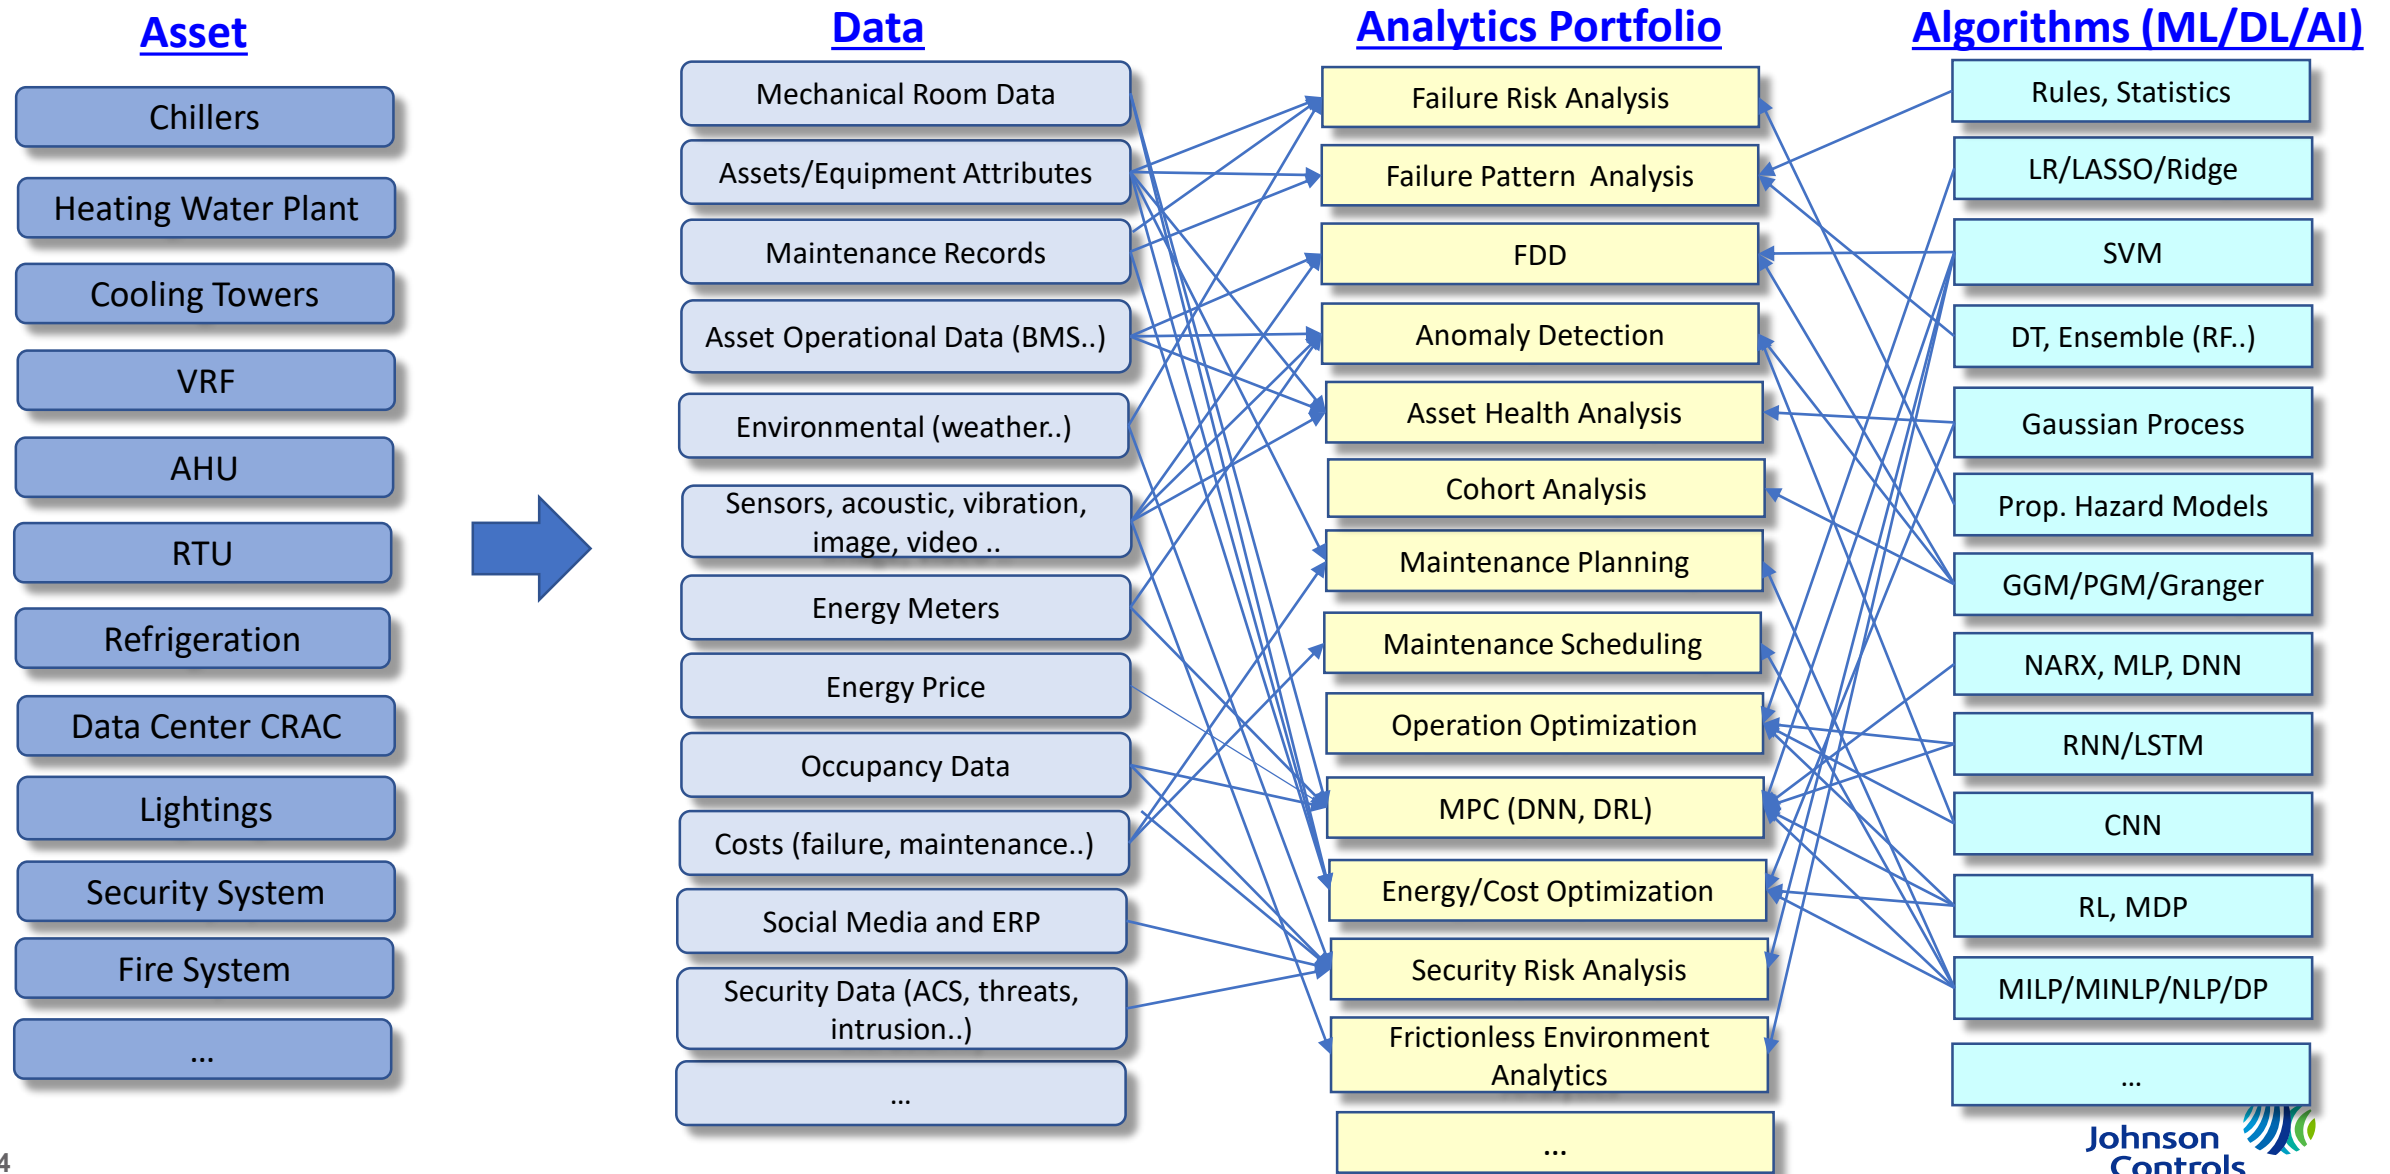 Asset
Chillers
Heating Water Plant
Cooling Towers
VRF
AHU
RTU
Refrigeration
Data Center CRAC
Lightings
Security System
Fire System
...
Data
Mechanical Room Data
Assets/Equipment Attributes
Maintenance Records
Asset Operational Data (BMS..)
Environmental (weather..)
Sensors, acoustic, vibration,
image, video ..
Energy Meters
Energy Price
Occupancy Data
Costs (failure, maintenance..)
Social Media and ERP
Security Data (ACS, threats,
intrusion..)
...
Analytics Portfolio
Failure Risk Analysis
Failure Pattern Analysis
FDD
Anomaly Detection
Asset Health Analysis
Cohort Analysis
Maintenance Planning
Maintenance Scheduling
Operation Optimization
MPC (DNN, DRL)
Energy/Cost Optimization
Security Risk Analysis
Frictionless Environment
Analytics
...
Algorithms (ML/DL/AI)
Rules, Statistics
LR/LASSO/Ridge
SVM
DT, Ensemble (RF..)
Gaussian Process
Prop. Hazard Models
GGM/PGM/Granger
NARX, MLP, DNN
RNN/LSTM
CNN
RL, MDP
MILP/MINLP/NLP/DP
...
Johnson
Controls
4